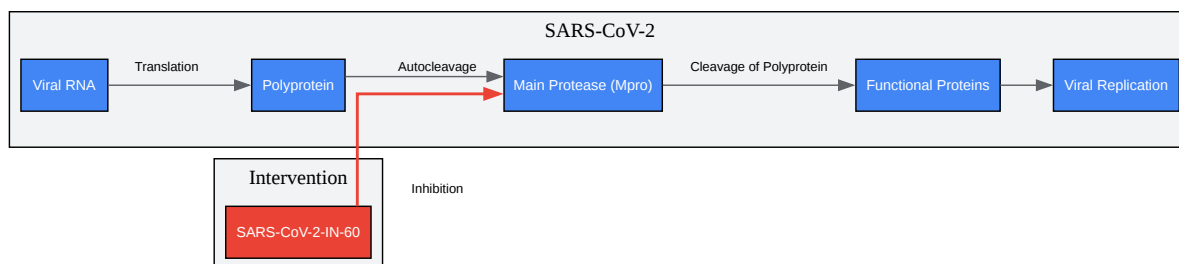 SARS-CoV-2
Viral RNA
Translation
Polyprotein
Autocleavage
Main Protease (Mpro)
Cleavage of Polyprotein
Functional Proteins
Viral Replication
Intervention
Inhibition
SARS-CoV-2-IN-60